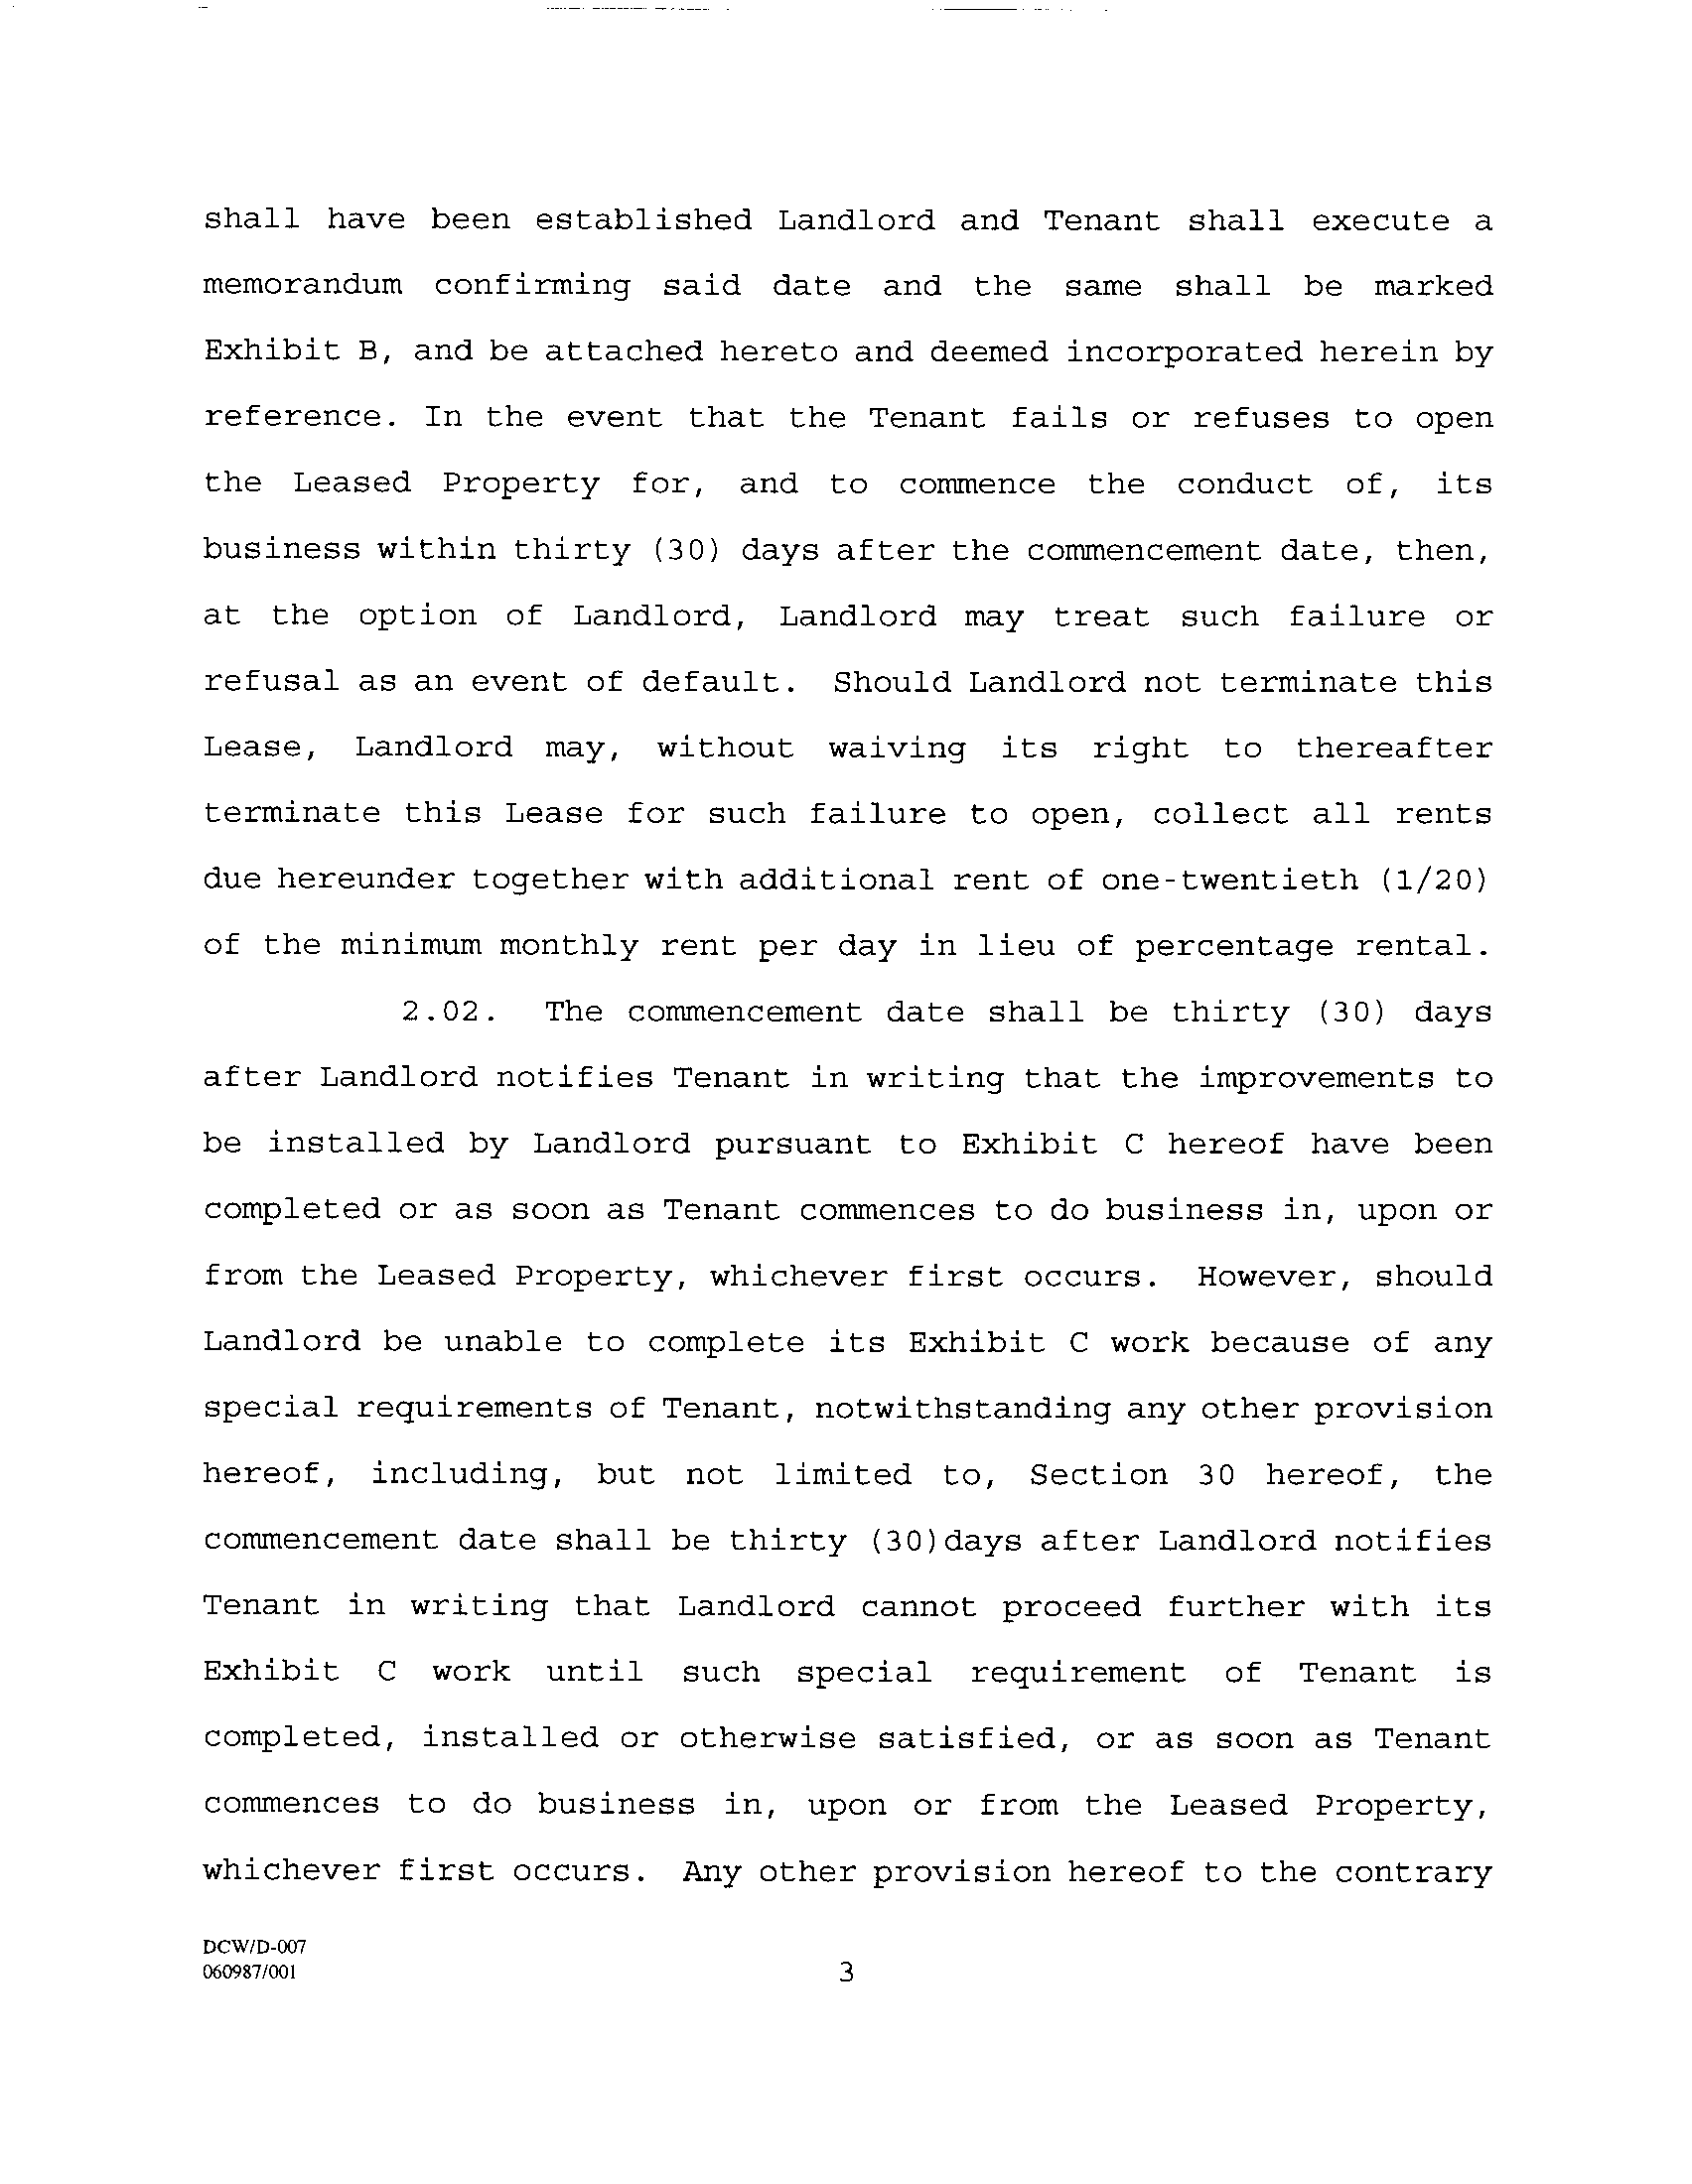 shall have been established Landlord and Tenant shall execute a
memorandum confirming said date and the same shall be marked
Exhibit B, and be attached hereto and deemed incorporated herein by
reference. In the event that the Tenant fails or refuses to open
the Leased Property for, and to commence the conduct of, its
business within thirty (30) days after the commencement date, then,
at the option of Landlord, Landlord may treat such failure or
refusal as an event of default. Should Landlord not terminate this
Lease, Landlord may, without waiving its right to thereafter
terminate this Lease for such failure to open, collect all rents
due hereunder together with additional rent of one-twentieth (1/20)
of the minimum monthly rent per day in lieu of percentage rental.
2.02. The commencement date shall be thirty (30) days
after Landlord notifies Tenant in writing that the improvements to
be installed by Landlord pursuant to Exhibit C hereof have been
completed or as soon as Tenant commences to do business in, upon or
from the Leased Property, whichever first occurs. However, should
Landlord be unable to complete its Exhibit C work because of any
special requirements of Tenant, notwithstanding any other provision
hereof, including, but not limited to, Section 30 hereof, the
commencement date shall be thirty (30)days after Landlord notifies
Tenant in writing that Landlord cannot proceed further with its
Exhibit C work until such special requirement of Tenant is
completed, installed or otherwise satisfied, or as soon as Tenant
commences to do business in, upon or from the Leased Property,
whichever first occurs. Any other provision hereof to the contrary
DCW/D-007
060987/001
3